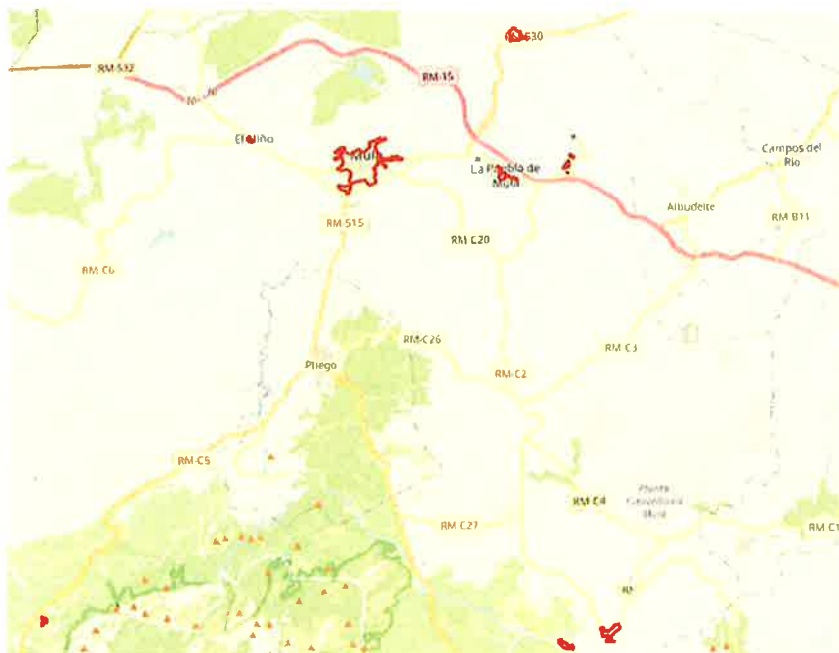 RM-532
RM-15
El Niño
Mula
La Puebla de
Mula
Campos del
Río
Albudeite
RM-515
RM-C20
RM-B11
RM-C6
RM-C26
RM-C3
Pliego
RM-C2
RM-C5
RM-C4
RM-C27
RM-C1